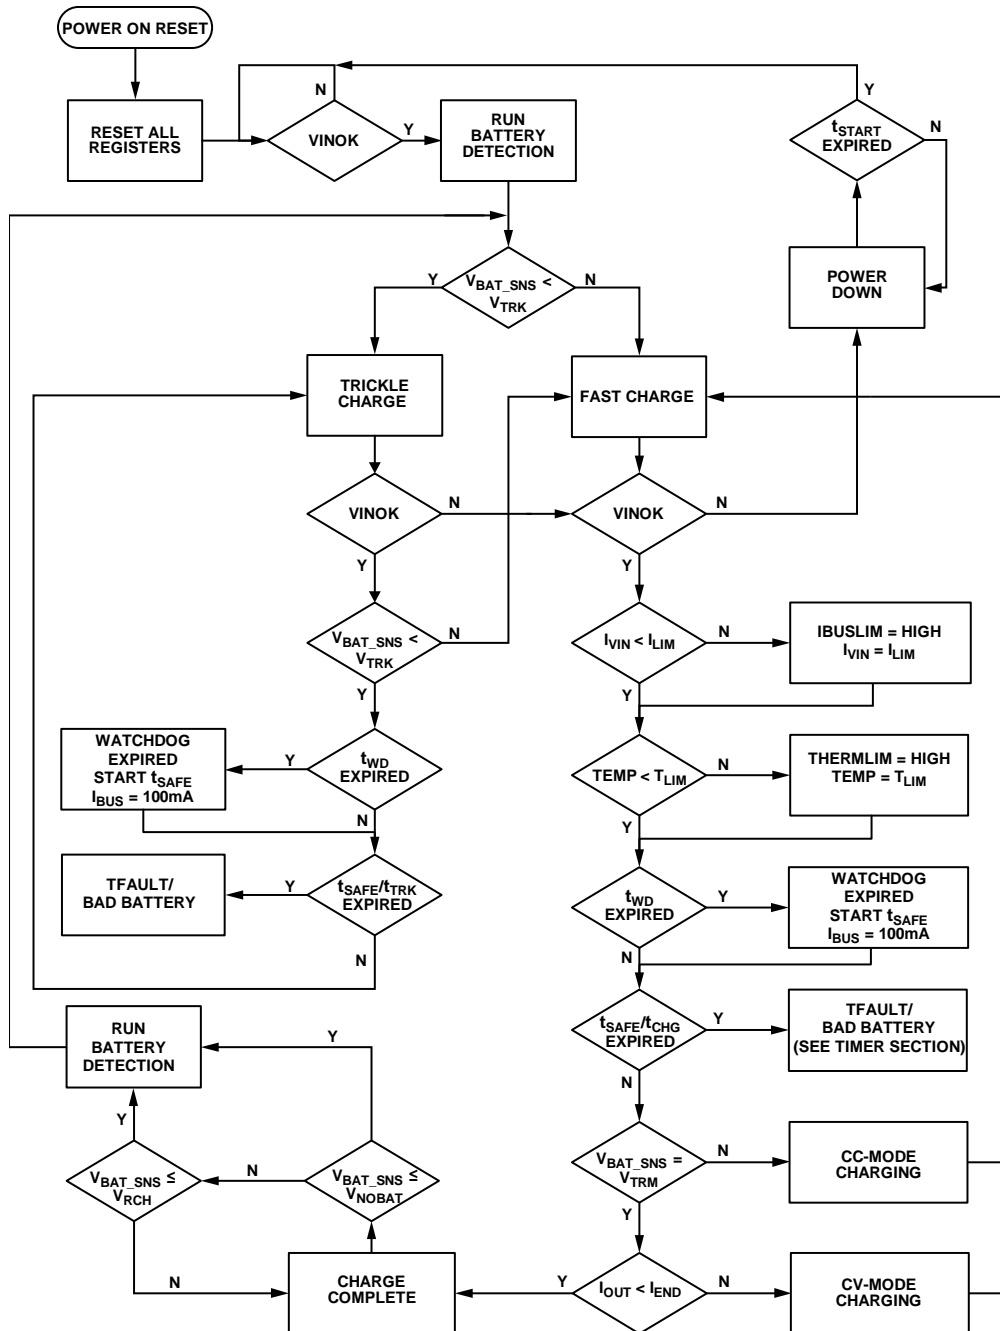 POWER ON RESET
RESET ALL
REGISTERS
VINOK
N
Y
RUN
BATTERY
DETECTION
Y
tSTART
EXPIRED
N
POWER
DOWN
Y
VBAT_SNS <
VTRK
N
TRICKLE
CHARGE
FAST CHARGE
VINOK
N
Y
VINOK
N
Y
VBAT_SNS <
VTRK
N
Y
IVIN < ILIM
N
Y
IBUSLIM = HIGH
IVIN = ILIM
WATCHDOG
EXPIRED
START tSAFE
IBUS = 100mA
Y
tWD
EXPIRED
N
TEMP < TLIM
N
Y
THERMLIM = HIGH
TEMP = TLIM
TFAULT/
BAD BATTERY
Y
tSAFE/tTRK
EXPIRED
N
tWD
EXPIRED
Y
N
WATCHDOG
EXPIRED
START tSAFE
IBUS = 100mA
RUN
BATTERY
DETECTION
Y
Y
tSAFE/tCHG
EXPIRED
Y
N
TFAULT/
BAD BATTERY
(SEE TIMER SECTION)
VBAT_SNS ≤
VRCH
N
N
VBAT_SNS ≤
VNOBAT
VBAT_SNS =
VTRM
N
Y
CC-MODE
CHARGING
CHARGE
COMPLETE
Y
IOUT < IEND
N
CV-MODE
CHARGING